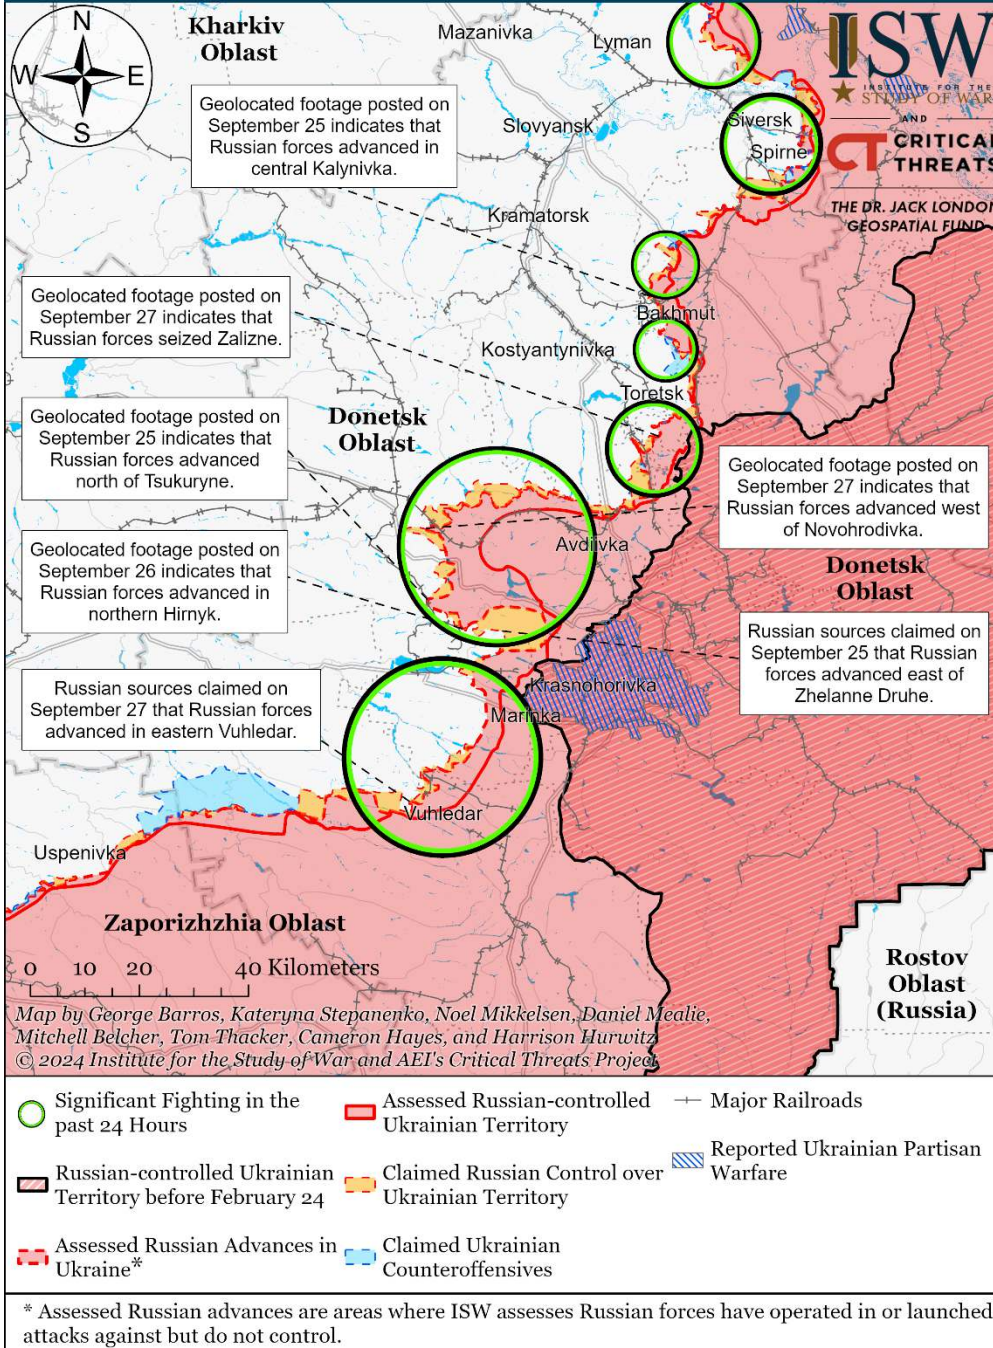 N
W
E
S
Kharkiv
Oblast
Mazanivka
Lyman
ISW
INSTITUTE FOR THE
STUDY OF WAR
AND
CT CRITICAL
THREATS
THE DR. JACK LONDON
GEOSPATIAL FUND
Geolocated footage posted on
September 25 indicates that
Russian forces advanced in
central Kalynivka.
Slovyansk
Siversk
Spirne
Kramatorsk
Geolocated footage posted on
September 27 indicates that
Russian forces seized Zalizne.
Bakhmut
Kostyantynivka
Toretsk
Geolocated footage posted on
September 25 indicates that
Russian forces advanced
north of Tsukuryne.
Donetsk
Oblast
Geolocated footage posted on
September 27 indicates that
Russian forces advanced west
of Novohrodivka.
Avdiivka
Geolocated footage posted on
September 26 indicates that
Russian forces advanced in
northern Hirnyk.
Donetsk
Oblast
Russian sources claimed on
September 25 that Russian
forces advanced east of
Zhelanne Druhe.
Krasnohorivka
Marinka
Russian sources claimed on
September 27 that Russian forces
advanced in eastern Vuhledar.
Vuhledar
Uspenivka
Zaporizhzhia Oblast
Rostov
Oblast
(Russia)
0 10 20 40 Kilometers
Map by George Barros, Kateryna Stepanenko, Noel Mikkelsen, Daniel Mealie,
Mitchell Belcher, Tom Thacker, Cameron Hayes, and Harrison Hurwitz
© 2024 Institute for the Study of War and AEI's Critical Threats Project
Significant Fighting in the
past 24 Hours
Russian-controlled Ukrainian
Territory before February 24
Assessed Russian Advances in
Ukraine*
Assessed Russian-controlled
Ukrainian Territory
Claimed Russian Control over
Ukrainian Territory
Claimed Ukrainian
Counteroffensives
Major Railroads
Reported Ukrainian Partisan
Warfare
* Assessed Russian advances are areas where ISW assesses Russian forces have operated in or launched
attacks against but do not control.